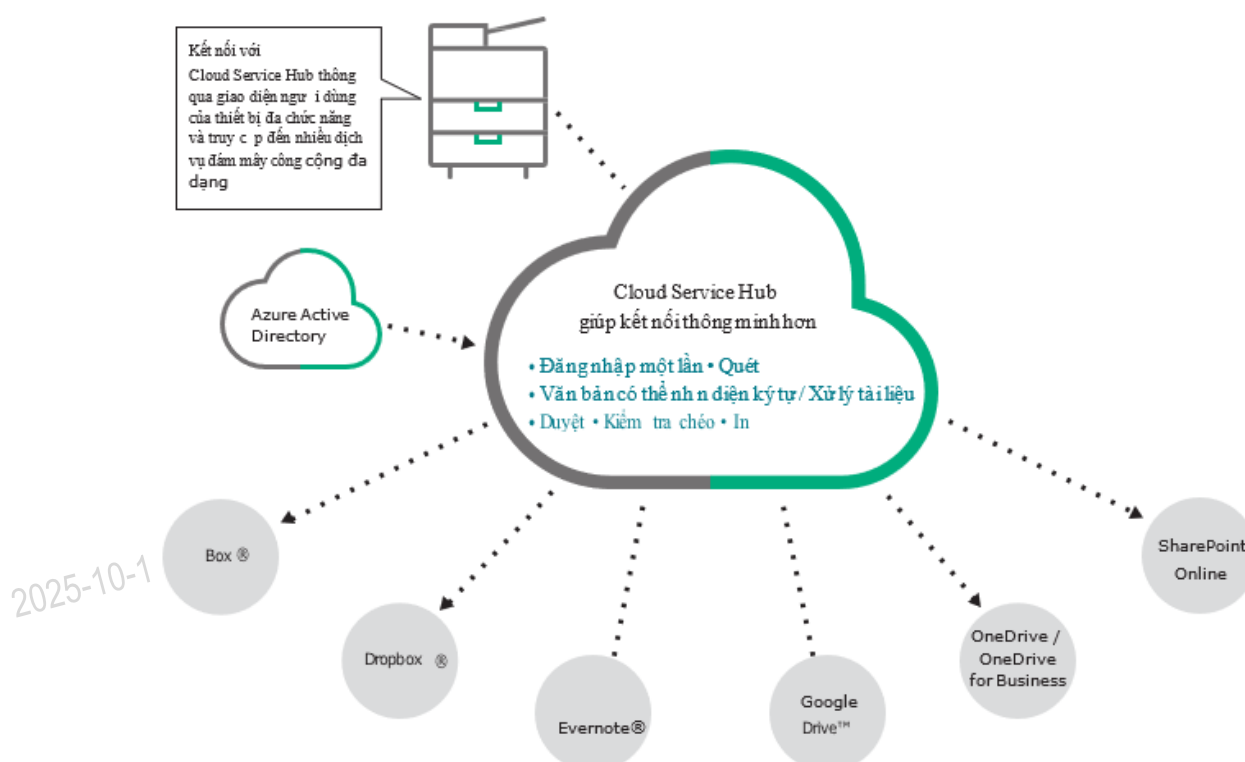 Kết nối với
Cloud Service Hub thông
qua giao diện ngư i dùng
của thiết bị đa chức năng
và truy c p đến nhiều dịch
vụ đám mây công cộng đa
dạng
Azure Active
Directory
Cloud Service Hub
giúp kết nối thông minh hơn
• Đăng nhập một lần • Quét
• Văn bản có thể nh n diện ký tự / Xử lý tài liệu
• Duyệt • Kiểm tra chéo • In
Box ®
Dropbox ®
Evernote®
Google
Drive™
OneDrive /
OneDrive
for Business
SharePoint
Online
2025-10-1